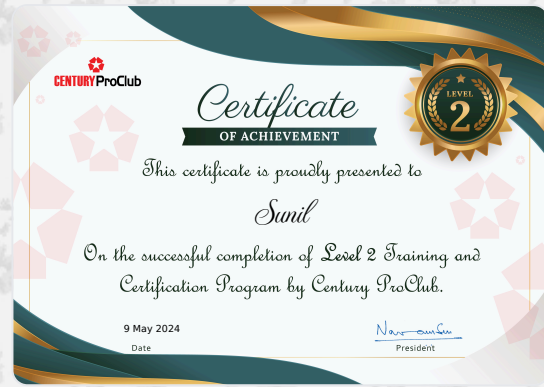 CENTURY ProClub
Certificate
OF ACHIEVEMENT
LEVEL
2
This certificate is proudly presented to
Sunil
On the successful completion of Level 2 Training and
Certification Program by Century ProClub.
9 May 2024
Date
President